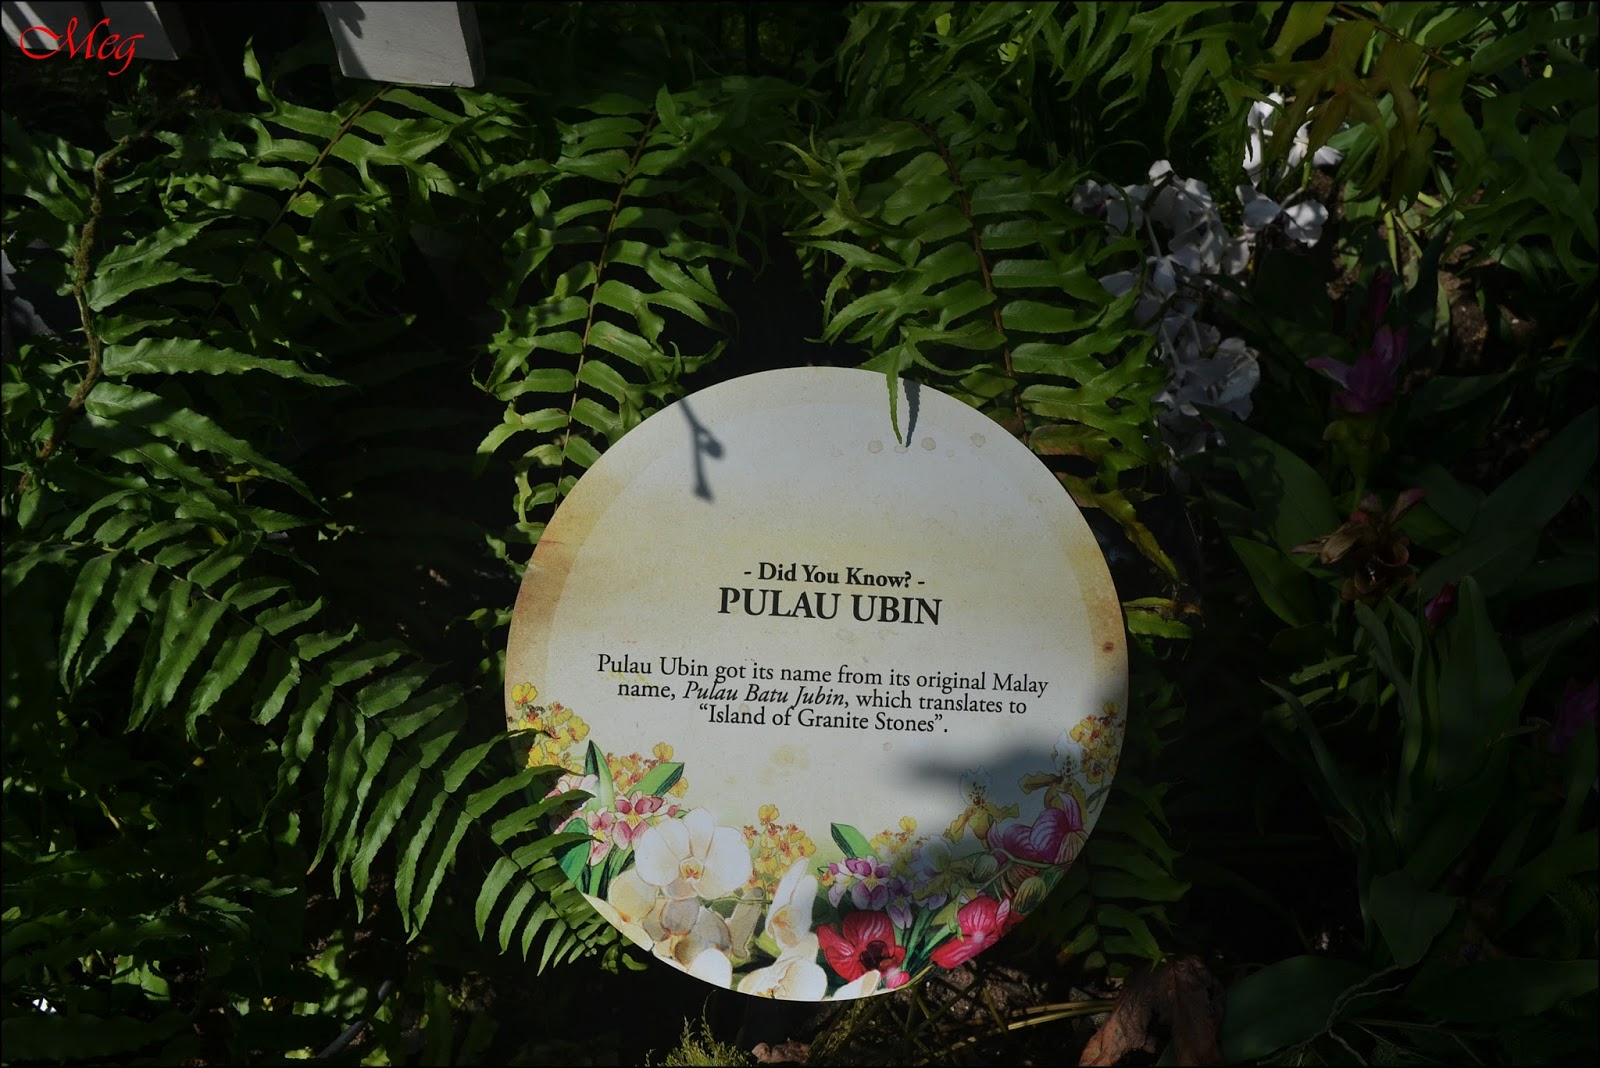 Meg
- Did You Know? -
PULAU UBIN
Pulau Ubin got its name from its original Malay
name, Pulau Batu Jubin, which translates to
“Island of Granite Stones”.